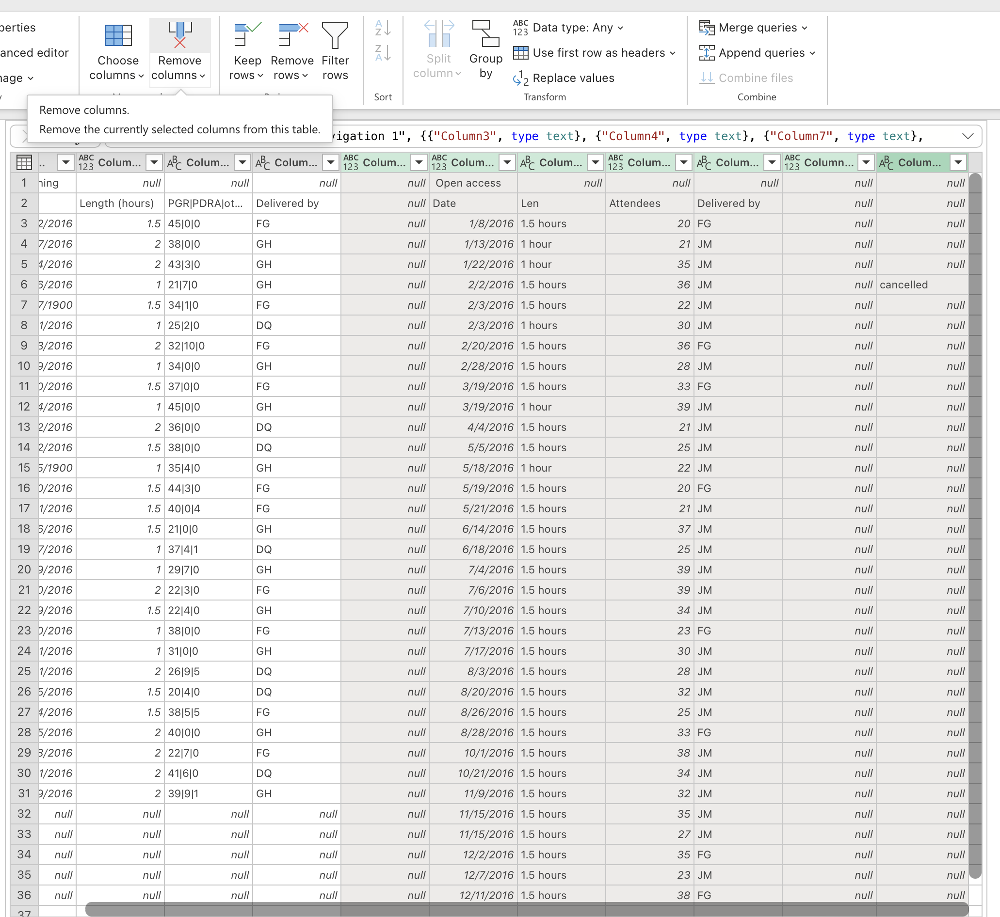 perties
anced editor
nage
Choose columns
Remove columns
Keep rows
Remove rows
Filter rows
Sort
Split column
Group by
ABC 123 Data type: Any
Use first row as headers
Replace values
Transform
Merge queries
Append queries
Combine files
Combine
Remove columns.
Remove the currently selected columns from this table.
vigation 1", {{"Column3", type text}, {"Column4", type text}, {"Column7", type text},
.. ABC 123 Colum... ABC Colum... ABC Colum... ABC 123 Colum... ABC 123 Colum... ABC Colum... ABC 123 Colum... ABC Colum... ABC 123 Column... ABC Colum...
1 ning null null null null Open access null null null null null
2 Length (hours) PGR|PDRA|ot... Delivered by null Date Len Attendees Delivered by null null
3 2/2016 1.5 45|0|0 FG null 1/8/2016 1.5 hours 20 FG null null
4 7/2016 2 38|0|0 GH null 1/13/2016 1 hour 21 JM null null
5 4/2016 2 43|3|0 GH null 1/22/2016 1 hour 35 JM null null
6 6/2016 1 21|7|0 GH null 2/2/2016 1.5 hours 36 JM null cancelled
7 7/1900 1.5 34|1|0 FG null 2/3/2016 1.5 hours 22 JM null null
8 1/2016 1 25|2|0 DQ null 2/3/2016 1 hours 30 JM null null
9 3/2016 2 32|10|0 FG null 2/20/2016 1.5 hours 36 FG null null
10 9/2016 1 34|0|0 GH null 2/28/2016 1.5 hours 28 JM null null
11 0/2016 1.5 37|0|0 FG null 3/19/2016 1.5 hours 33 FG null null
12 4/2016 1 45|0|0 GH null 3/19/2016 1 hour 39 JM null null
13 2/2016 2 36|0|0 DQ null 4/4/2016 1.5 hours 21 JM null null
14 2/2016 1.5 38|0|0 DQ null 5/5/2016 1.5 hours 25 JM null null
15 5/1900 1 35|4|0 GH null 5/18/2016 1 hour 22 JM null null
16 0/2016 1.5 44|3|0 FG null 5/19/2016 1.5 hours 20 FG null null
17 1/2016 1.5 40|0|4 FG null 5/21/2016 1.5 hours 21 JM null null
18 6/2016 1.5 21|0|0 GH null 6/14/2016 1.5 hours 37 JM null null
19 7/2016 1 37|4|1 DQ null 6/18/2016 1.5 hours 25 JM null null
20 9/2016 1 29|7|0 GH null 7/4/2016 1.5 hours 39 JM null null
21 0/2016 2 22|3|0 FG null 7/6/2016 1.5 hours 39 JM null null
22 9/2016 1.5 22|4|0 GH null 7/10/2016 1.5 hours 34 JM null null
23 0/2016 1 38|0|0 FG null 7/13/2016 1.5 hours 23 FG null null
24 1/2016 1 31|0|0 GH null 7/17/2016 1.5 hours 30 JM null null
25 1/2016 2 26|9|5 DQ null 8/3/2016 1.5 hours 28 JM null null
26 5/2016 1.5 20|4|0 DQ null 8/20/2016 1.5 hours 32 JM null null
27 4/2016 1.5 38|5|5 FG null 8/26/2016 1.5 hours 25 JM null null
28 5/2016 2 40|0|0 GH null 8/28/2016 1.5 hours 33 FG null null
29 8/2016 2 22|7|0 FG null 10/1/2016 1.5 hours 38 JM null null
30 1/2016 2 41|6|0 DQ null 10/21/2016 1.5 hours 34 JM null null
31 9/2016 2 39|9|1 GH null 11/9/2016 1.5 hours 32 JM null null
32 null null null null null 11/15/2016 1.5 hours 35 JM null null
33 null null null null null 11/15/2016 1.5 hours 27 JM null null
34 null null null null null 12/2/2016 1.5 hours 35 FG null null
35 null null null null null 12/7/2016 1.5 hours 23 JM null null
36 null null null null null 12/11/2016 1.5 hours 38 FG null null
37